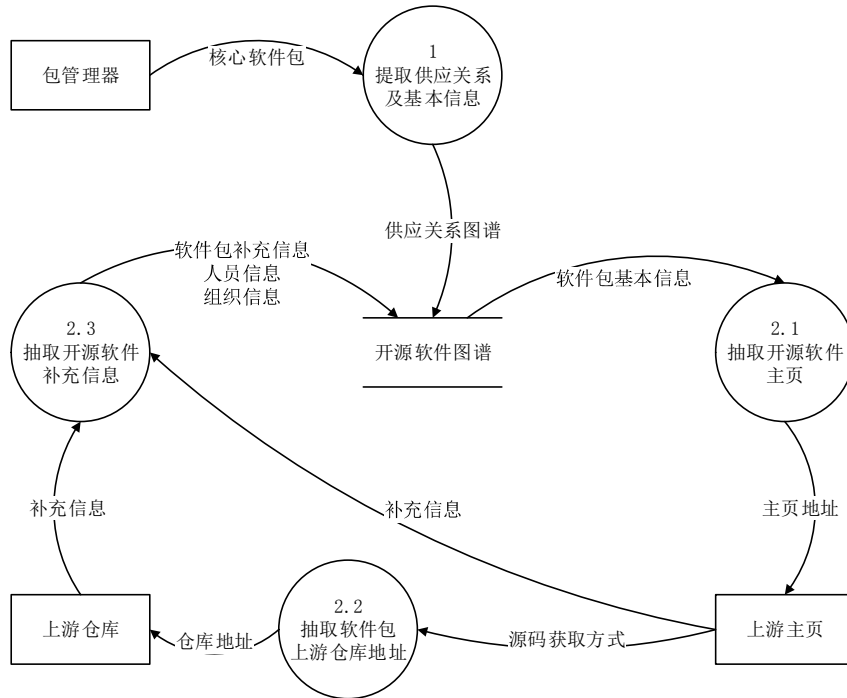 包管理器
核心软件包
1
提取供应关系
及基本信息
供应关系图谱
软件包补充信息
人员信息
组织信息
软件包基本信息
2.3
抽取开源软件
补充信息
开源软件图谱
2.1
抽取开源软件
主页
补充信息
补充信息
主页地址
上游仓库
仓库地址
2.2
抽取软件包
上游仓库地址
源码获取方式
上游主页